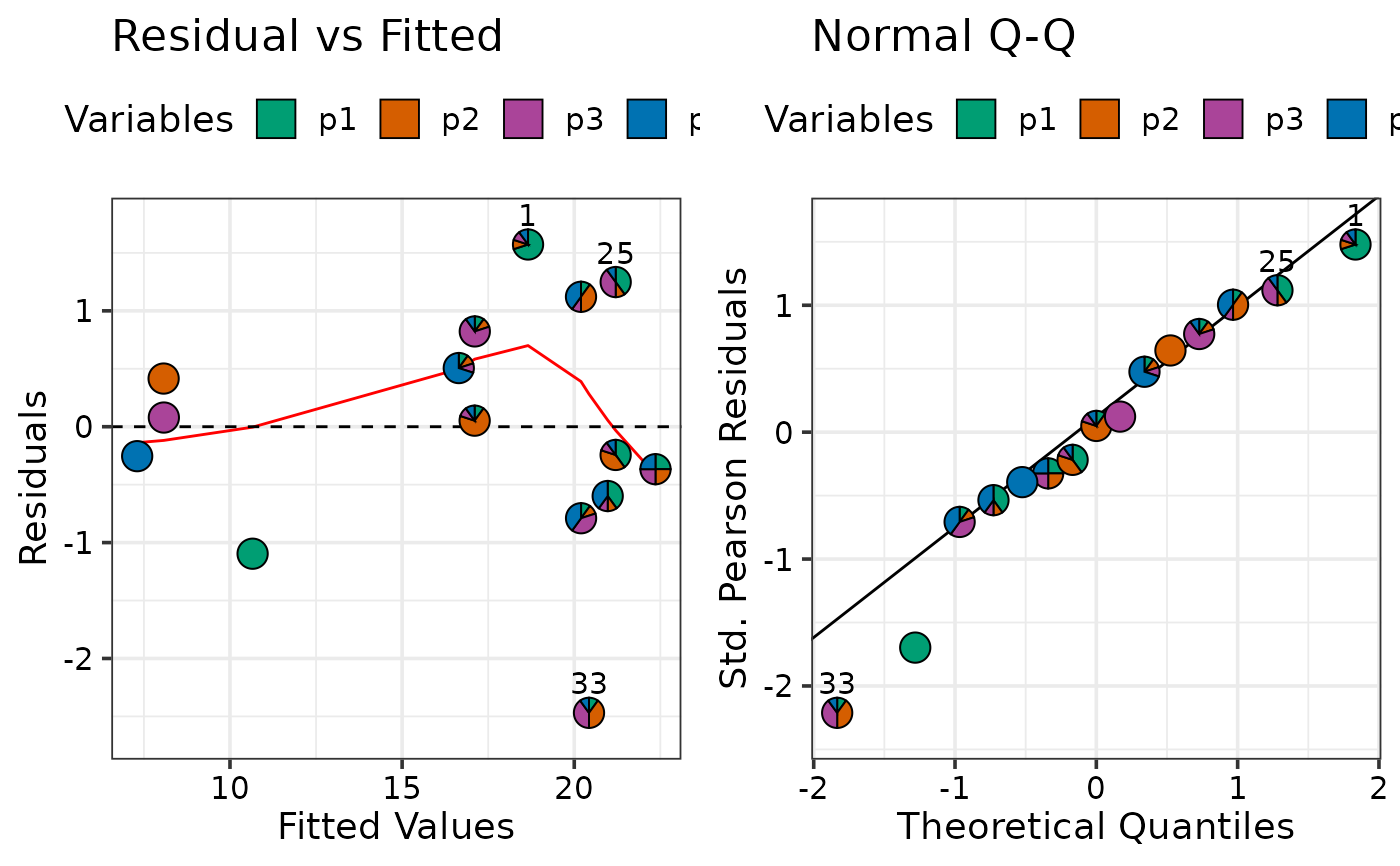 Residual vs Fitted
Variables p1 p2 p3 p
1
25
33
1
0
-1
-2
Residuals
10 15 20
Fitted Values
Normal Q-Q
Variables p1 p2 p3 p
1
25
33
1
0
-1
-2
Std. Pearson Residuals
-2 -1 0 1 2
Theoretical Quantiles